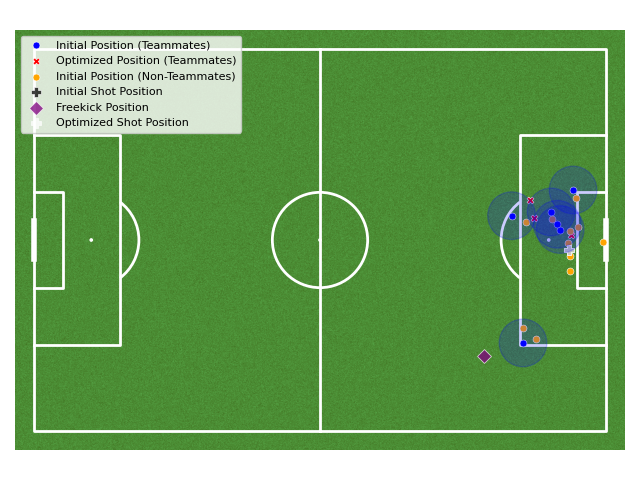 Initial Position (Teammates)
Optimized Position (Teammates)
Initial Position (Non-Teammates)
Initial Shot Position
Freekick Position
Optimized Shot Position